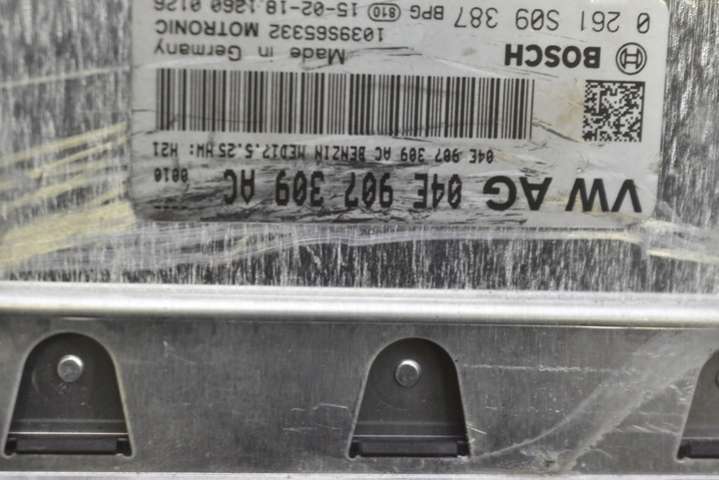 VW AG 04E 907 309 AC 0010
04E 907 309 AC BENZIN MED17.5.25 HW: H21
BOSCH Made in Germany
1039S65332 MOTRONIC
0 261 S09 387 BPG 810 15-02-18.1260 0126